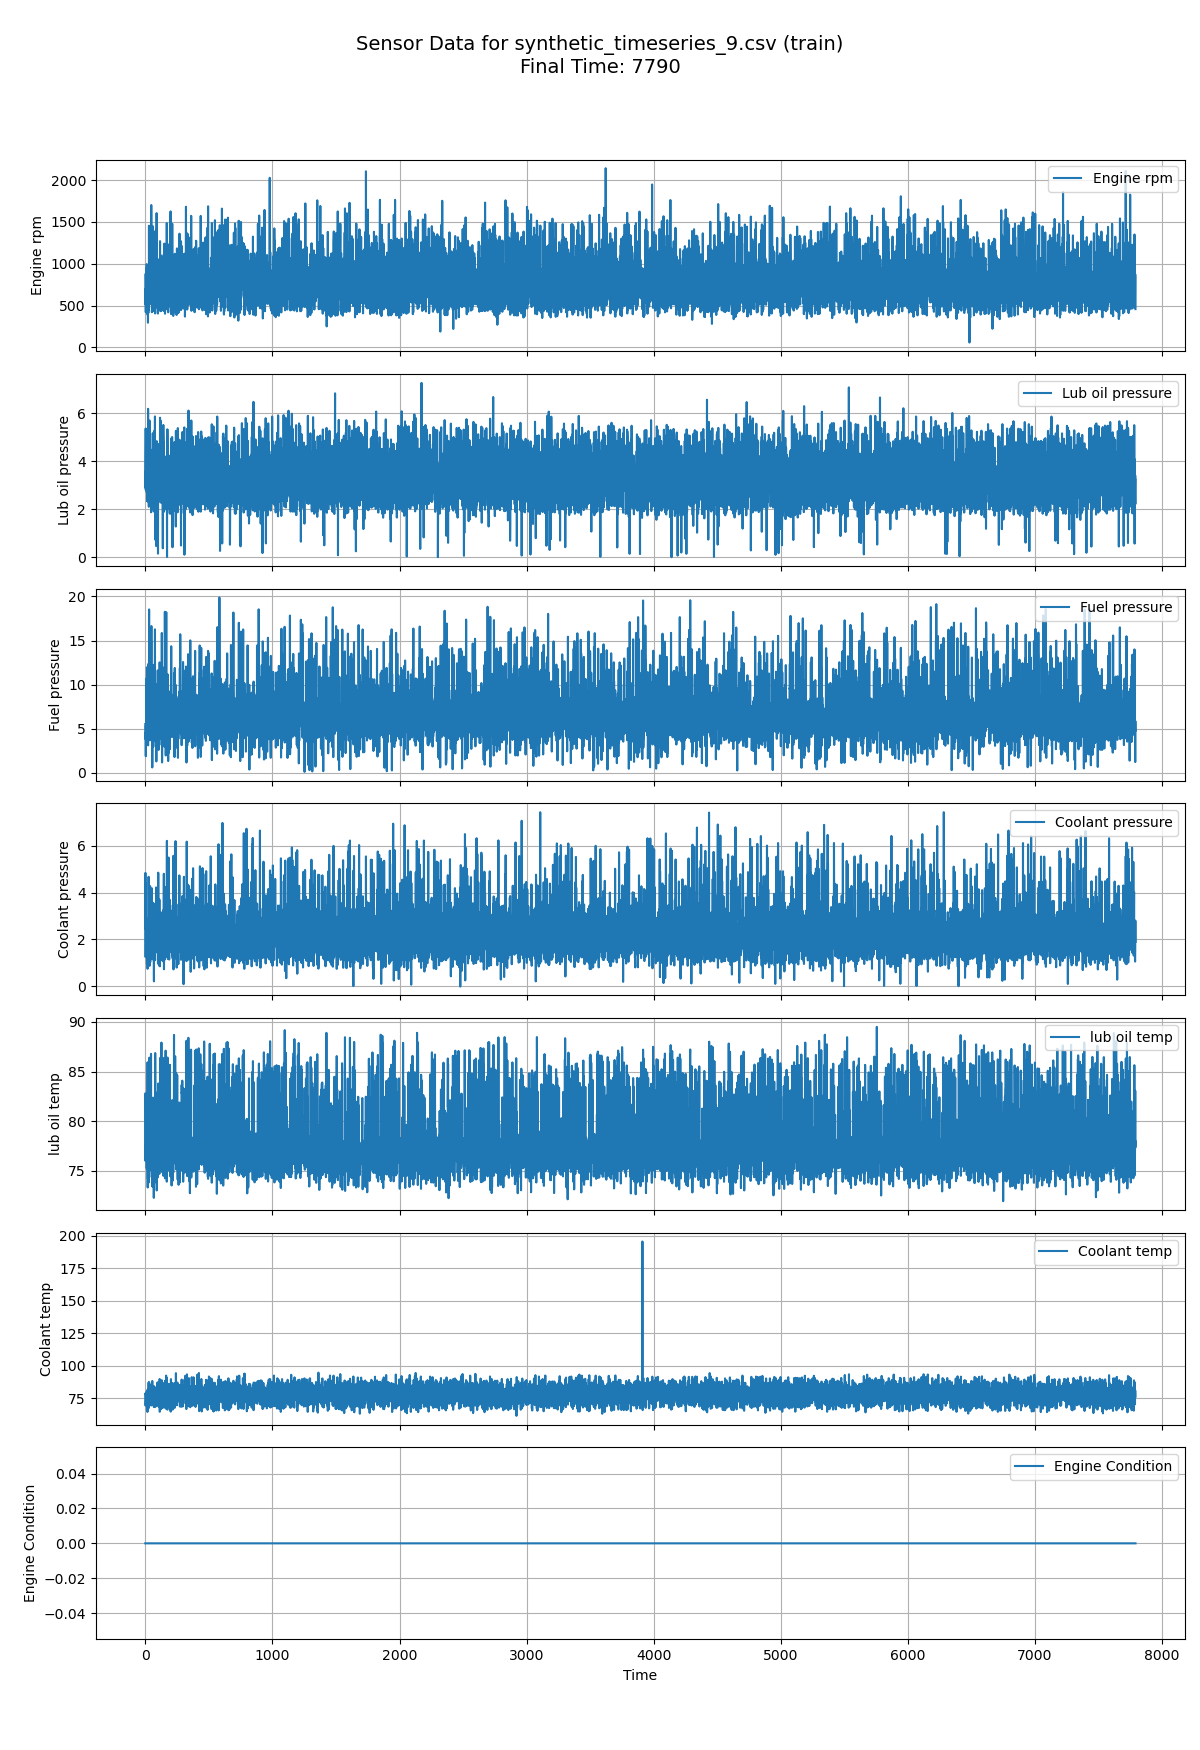 Sensor Data for synthetic_timeseries_9.csv (train)
Final Time: 7790
Engine rpm
2000
1500
1000
500
0
Engine rpm
Lub oil pressure
6
4
2
0
Lub oil pressure
Fuel pressure
20
15
10
5
0
Fuel pressure
Coolant pressure
6
4
2
0
Coolant pressure
lub oil temp
90
85
80
75
lub oil temp
Coolant temp
200
175
150
125
100
75
Coolant temp
Engine Condition
0.04
0.02
0.00
−0.02
−0.04
Engine Condition
0 1000 2000 3000 4000 5000 6000 7000 8000
Time